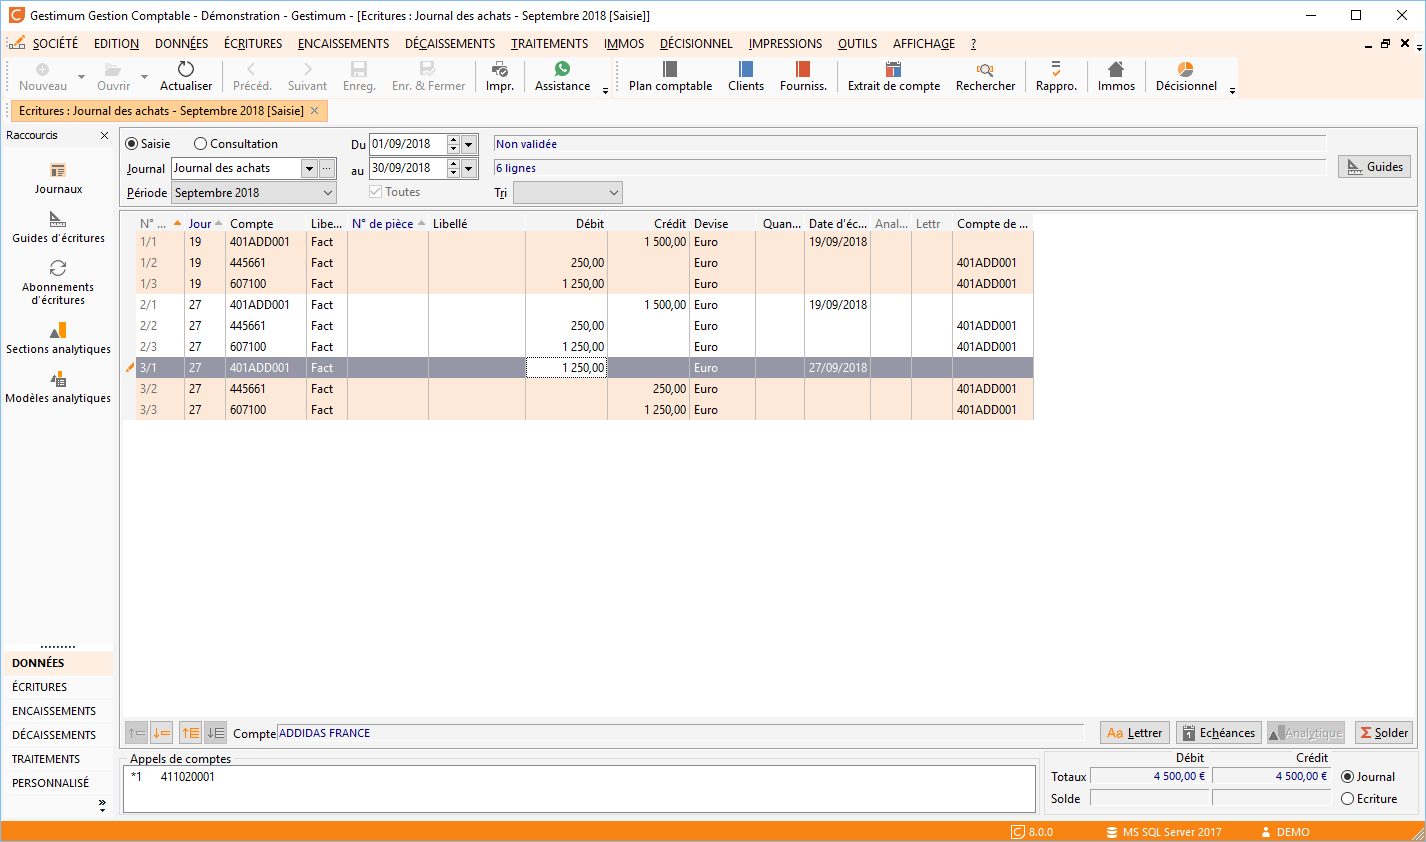 Gestimum Gestion Comptable - Démonstration - Gestimum - [Ecritures : Journal des achats - Septembre 2018 [Saisie]]
SOCIÉTÉ EDITION DONNÉES ÉCRITURES ENCAISSEMENTS DÉCAISSEMENTS TRAITEMENTS IMMOS DÉCISIONNEL IMPRESSIONS OUTILS AFFICHAGE ?
Nouveau Ouvrir Actualiser Précéd. Suivant Enreg. Enr. & Fermer Impr. Assistance Plan comptable Clients Fourniss. Extrait de compte Rechercher Rappro. Immos Décisionnel
Ecritures : Journal des achats - Septembre 2018 [Saisie]
Raccourcis
Journaux
Guides d'écritures
Abonnements
d'écritures
Sections analytiques
Modèles analytiques
DONNÉES
ÉCRITURES
ENCAISSEMENTS
DÉCAISSEMENTS
TRAITEMENTS
PERSONNALISÉ
Saisie Consultation Du 01/09/2018 Non validée
Journal Journal des achats ... au 30/09/2018 6 lignes Guides
Période Septembre 2018 Toutes Tri
N° ... Jour Compte Libe... N° de pièce Libellé Débit Crédit Devise Quan... Date d'éc... Anal... Lettr Compte de ...
1/1 19 401ADD001 Fact 1 500,00 Euro 19/09/2018
1/2 19 445661 Fact 250,00 Euro 401ADD001
1/3 19 607100 Fact 1 250,00 Euro 401ADD001
2/1 27 401ADD001 Fact 1 500,00 Euro 19/09/2018
2/2 27 445661 Fact 250,00 Euro 401ADD001
2/3 27 607100 Fact 1 250,00 Euro 401ADD001
3/1 27 401ADD001 Fact 1 250,00 Euro 27/09/2018
3/2 27 445661 Fact 250,00 Euro 401ADD001
3/3 27 607100 Fact 1 250,00 Euro 401ADD001
Compte ADDIDAS FRANCE Aa Lettrer Echéances Analytique Σ Solder
Appels de comptes
*1 411020001
Débit Crédit
Totaux 4 500,00 € 4 500,00 € Journal
Solde Ecriture
8.0.0 MS SQL Server 2017 DEMO